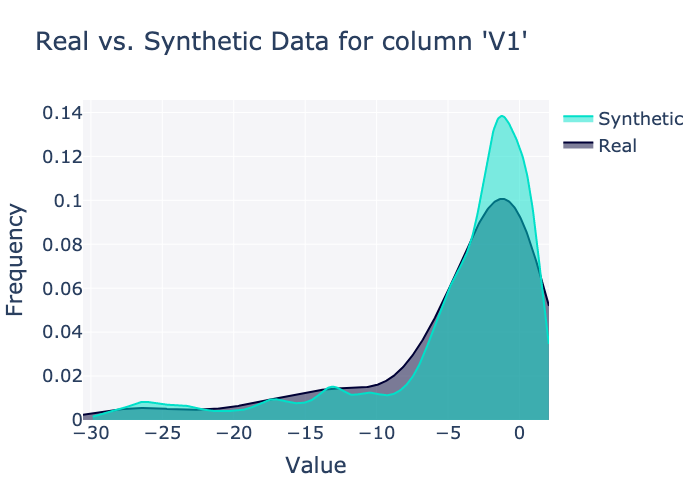 Real vs. Synthetic Data for column 'V1'
Synthetic
Real
Frequency
0.14
0.12
0.1
0.08
0.06
0.04
0.02
0
−30 −25 −20 −15 −10 −5 0
Value